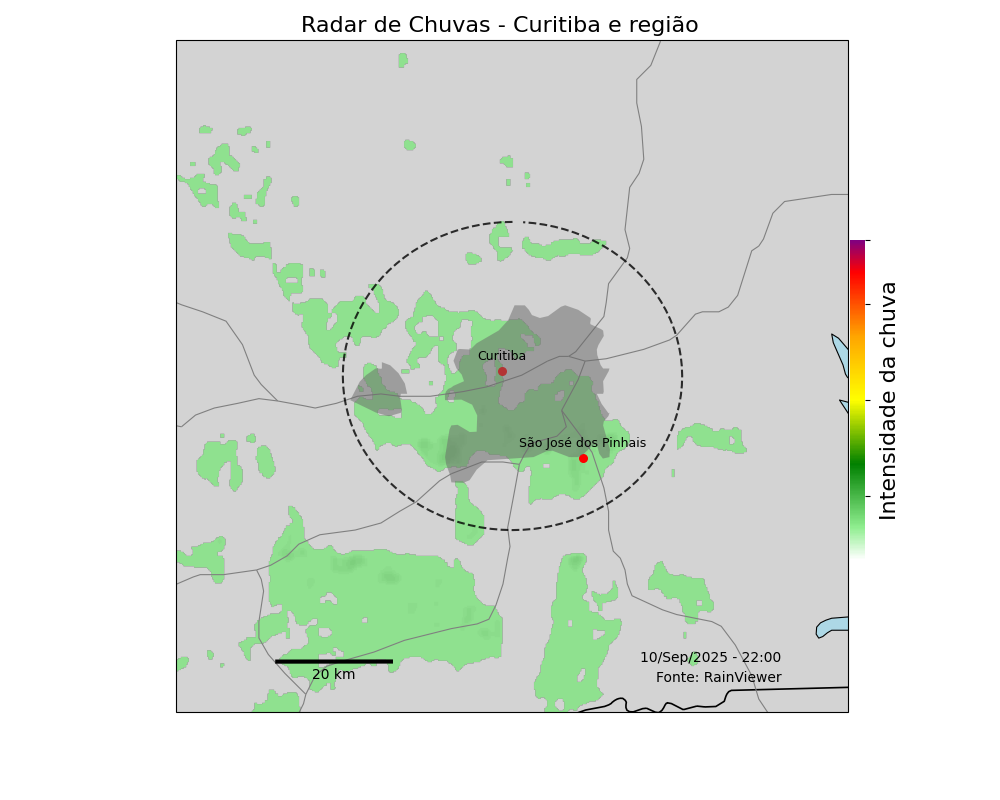 Radar de Chuvas - Curitiba e região
Curitiba
São José dos Pinhais
Intensidade da chuva
10/Sep/2025 - 22:00
Fonte: RainViewer
20 km